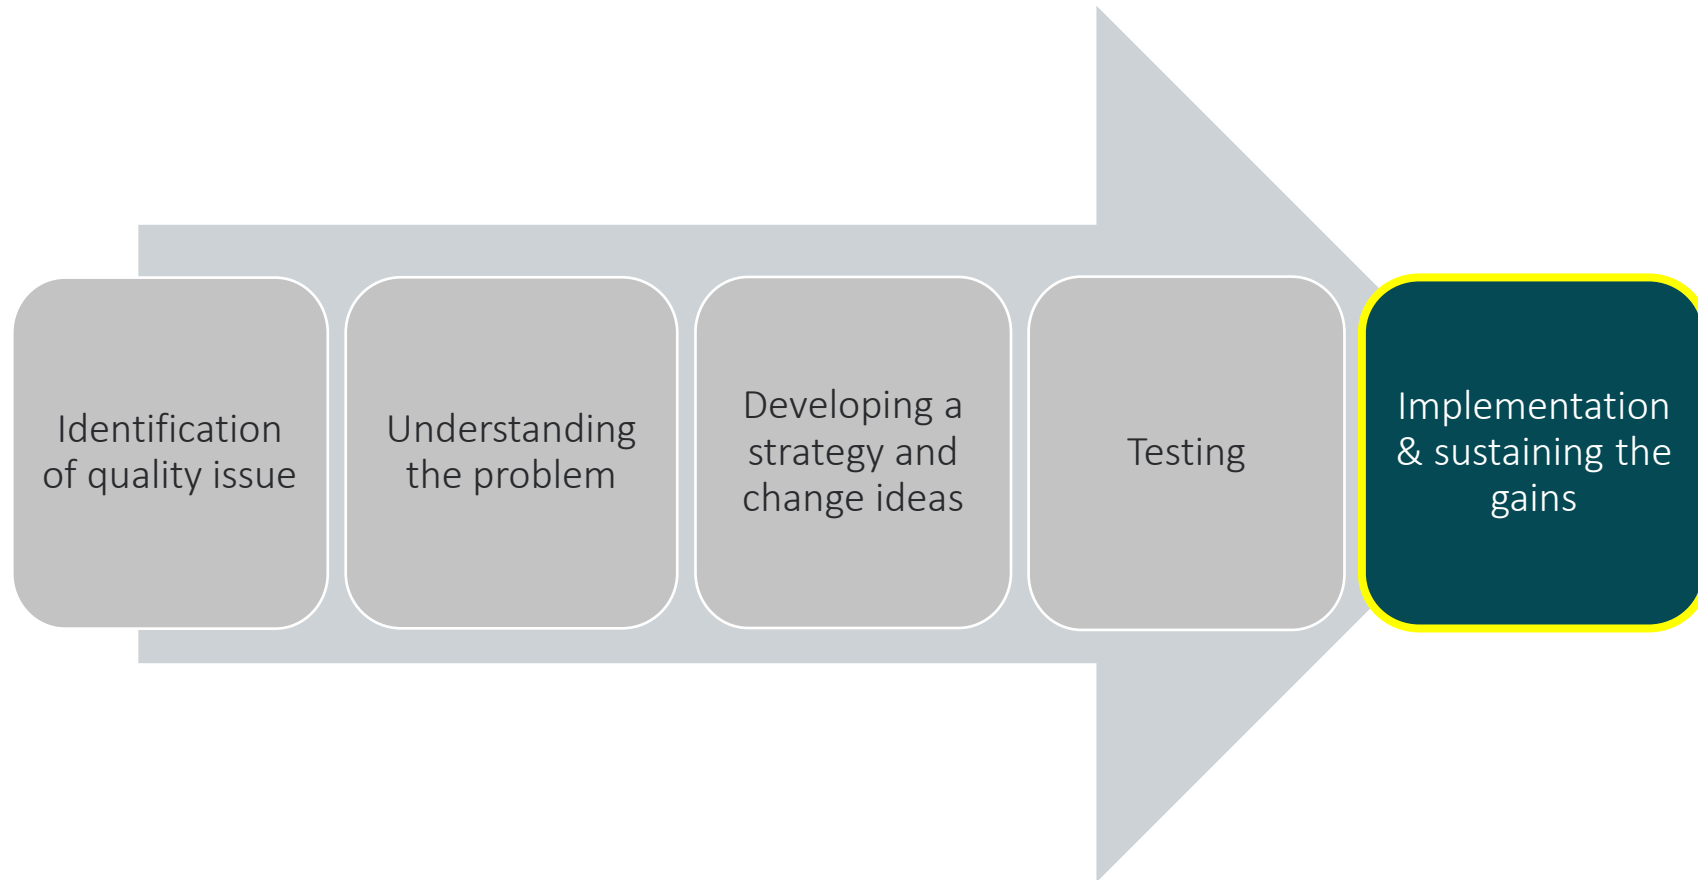 Identification
of quality issue
Understanding
the problem
Developing a
strategy and
change ideas
Testing
Implementation
& sustaining the
gains